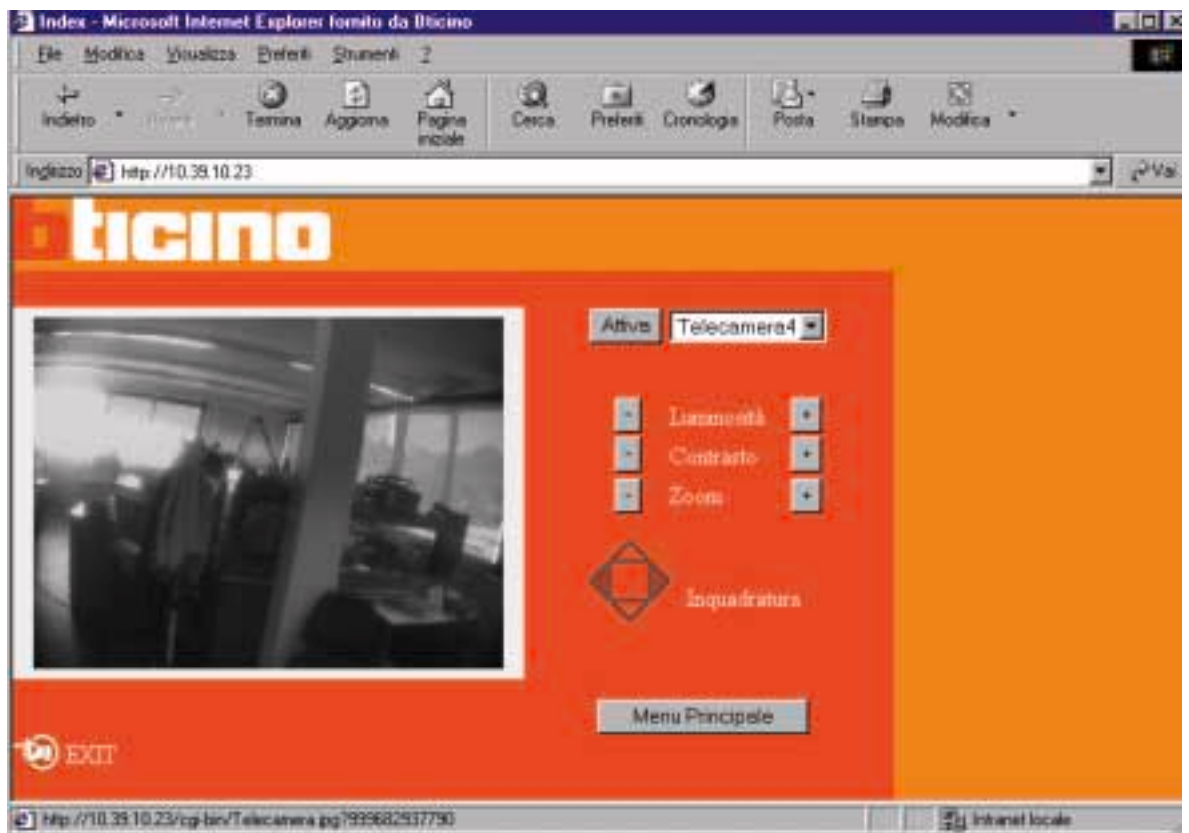 Index - Microsoft Internet Explorer fornito da Bticino
File Modifica Visualizza Preferiti Strumenti ?
Indietro Termina Aggiorna Pagina iniziale Cerca Preferiti Cronologia Posta Stampa Modifica
Indirizzo http://10.39.10.23 Vai
bticino
Attiva Telecamera4
- Luminosità +
- Contrasto +
- Zoom +
Inquadratura
Menu Principale
EXIT
http://10.39.10.23/cgi-bin/Telecamera.jpg?999682937790 Intranet locale